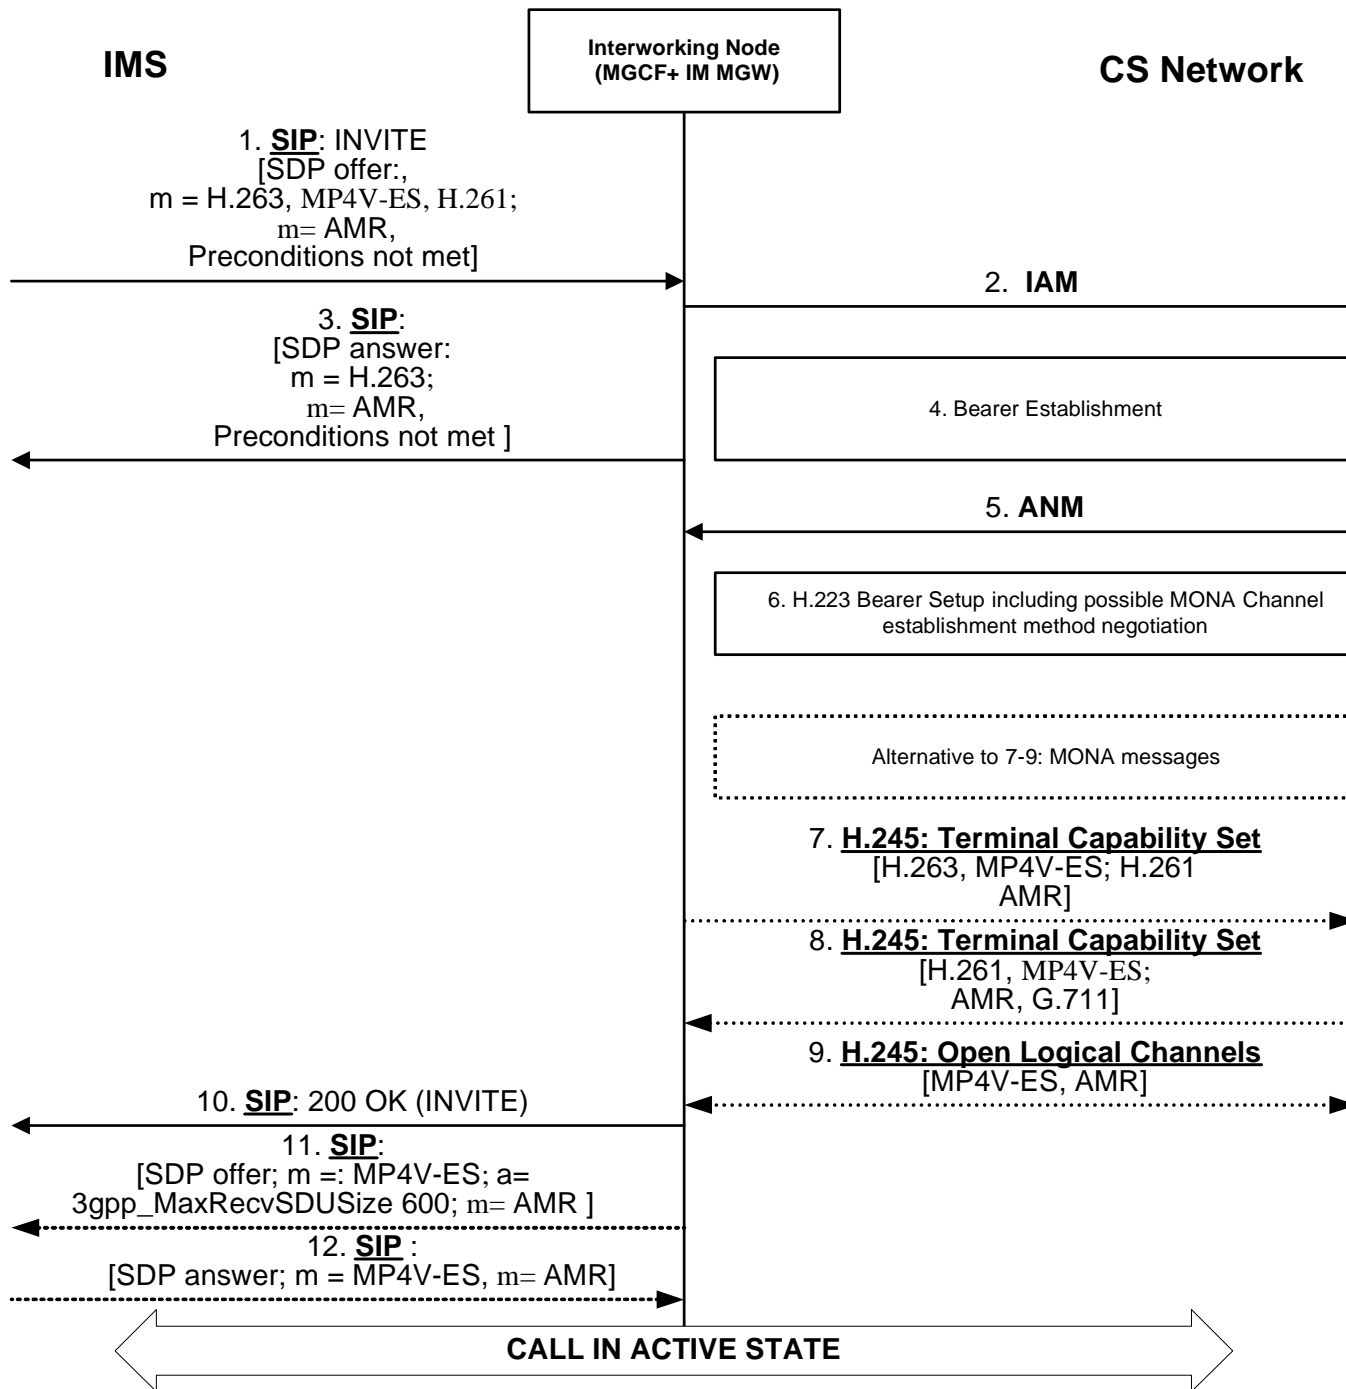 IMS
Interworking Node
(MGCF+ IM MGW)
CS Network
1. SIP: INVITE
[SDP offer:,
m = H.263, MP4V-ES, H.261;
m= AMR,
Preconditions not met]
2. IAM
3. SIP:
[SDP answer:
m = H.263;
m= AMR,
Preconditions not met ]
4. Bearer Establishment
5. ANM
6. H.223 Bearer Setup including possible MONA Channel
establishment method negotiation
Alternative to 7-9: MONA messages
7. H.245: Terminal Capability Set
[H.263, MP4V-ES; H.261
AMR]
8. H.245: Terminal Capability Set
[H.261, MP4V-ES;
AMR, G.711]
9. H.245: Open Logical Channels
[MP4V-ES, AMR]
10. SIP: 200 OK (INVITE)
11. SIP:
[SDP offer; m =: MP4V-ES; a=
3gpp_MaxRecvSDUSize 600; m= AMR ]
12. SIP :
[SDP answer; m = MP4V-ES, m= AMR]
CALL IN ACTIVE STATE